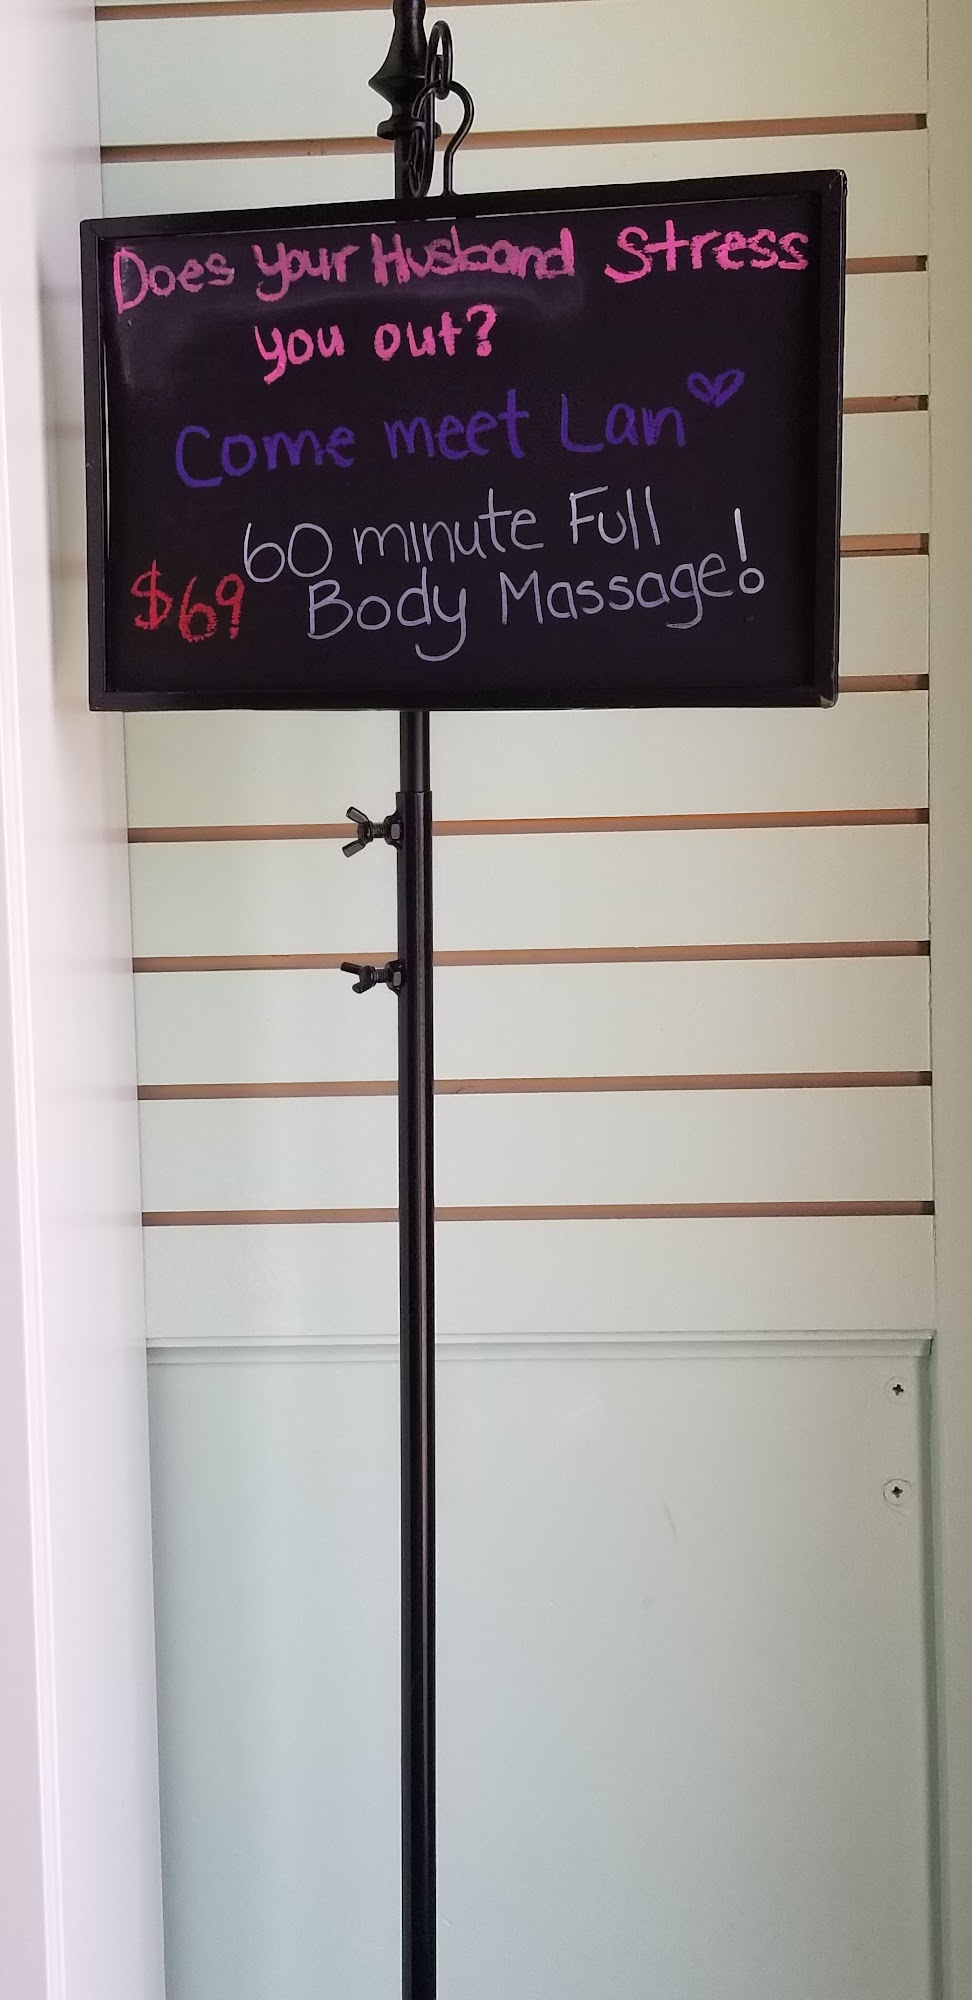 Does your Husband Stress
you out?
Come meet Lan
60 minute Full
$69 Body Massage!